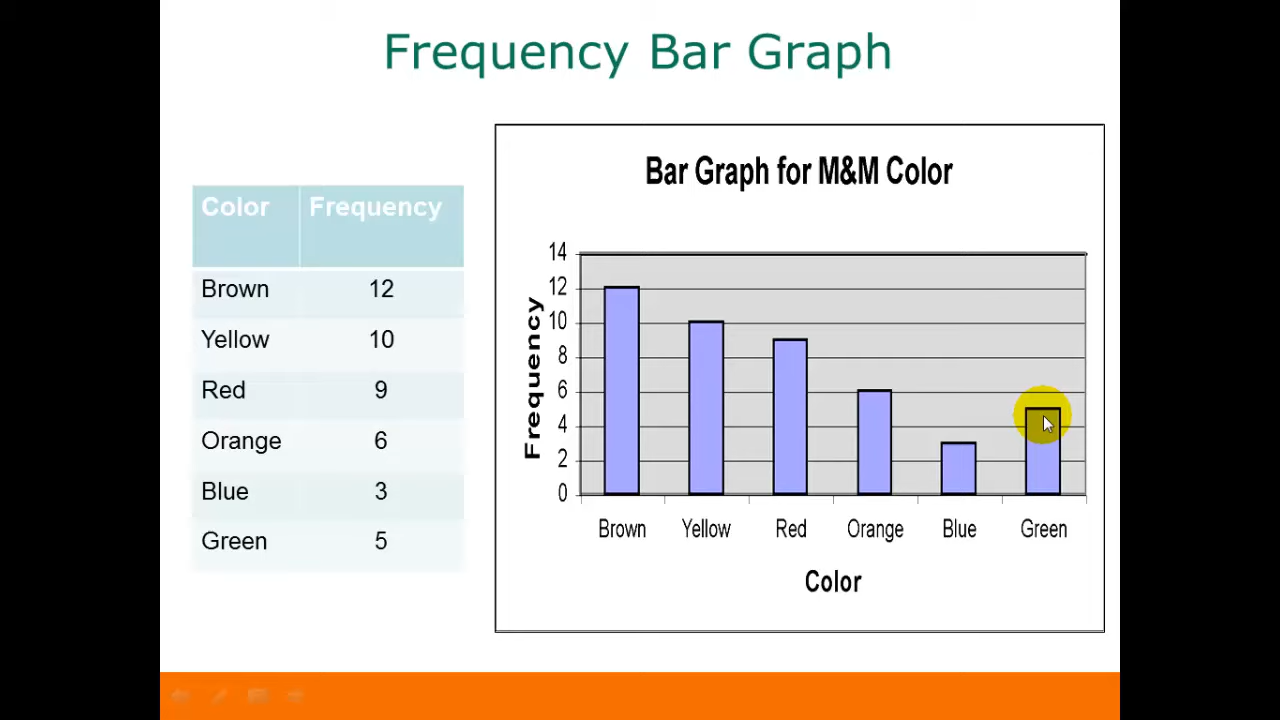 Frequency Bar Graph
Color Frequency
Brown 12
Yellow 10
Red 9
Orange 6
Blue 3
Green 5
Bar Graph for M&M Color
Frequency
14
12
10
8
6
4
2
0
Brown Yellow Red Orange Blue Green
Color